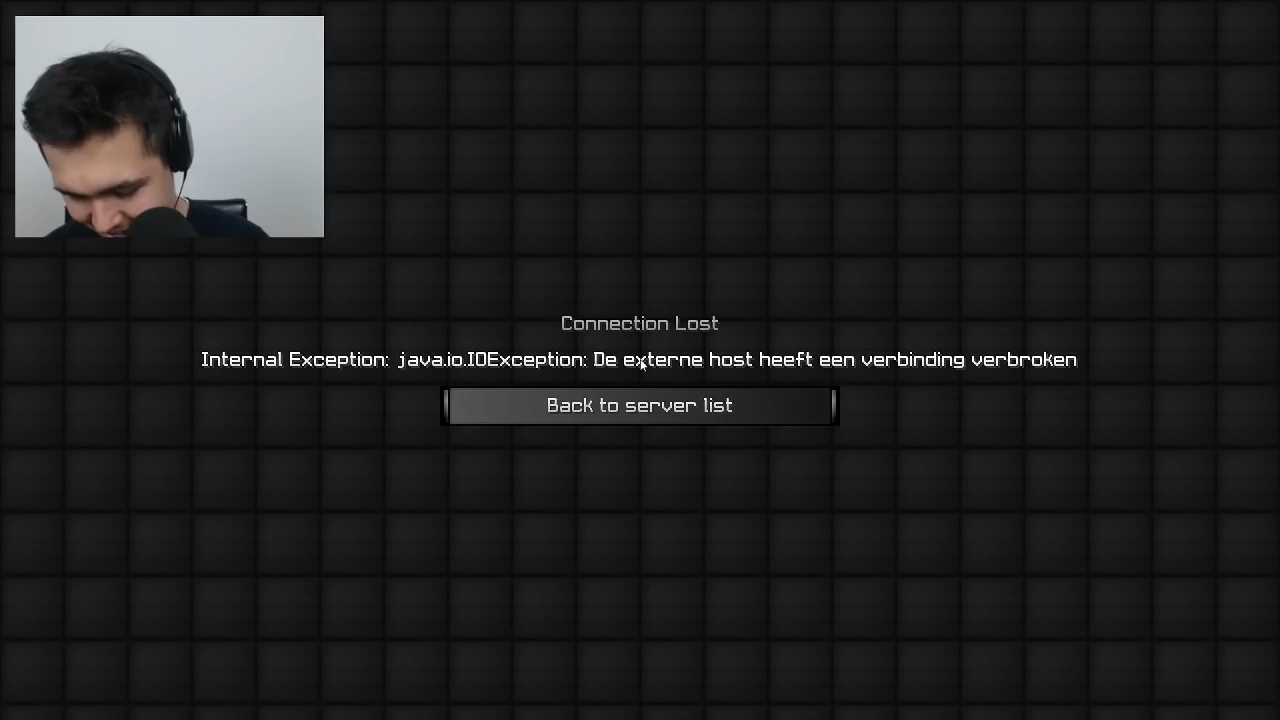 Connection Lost
Internal Exception: java.io.IOException: De externe host heeft een verbinding verbroken
Back to server list